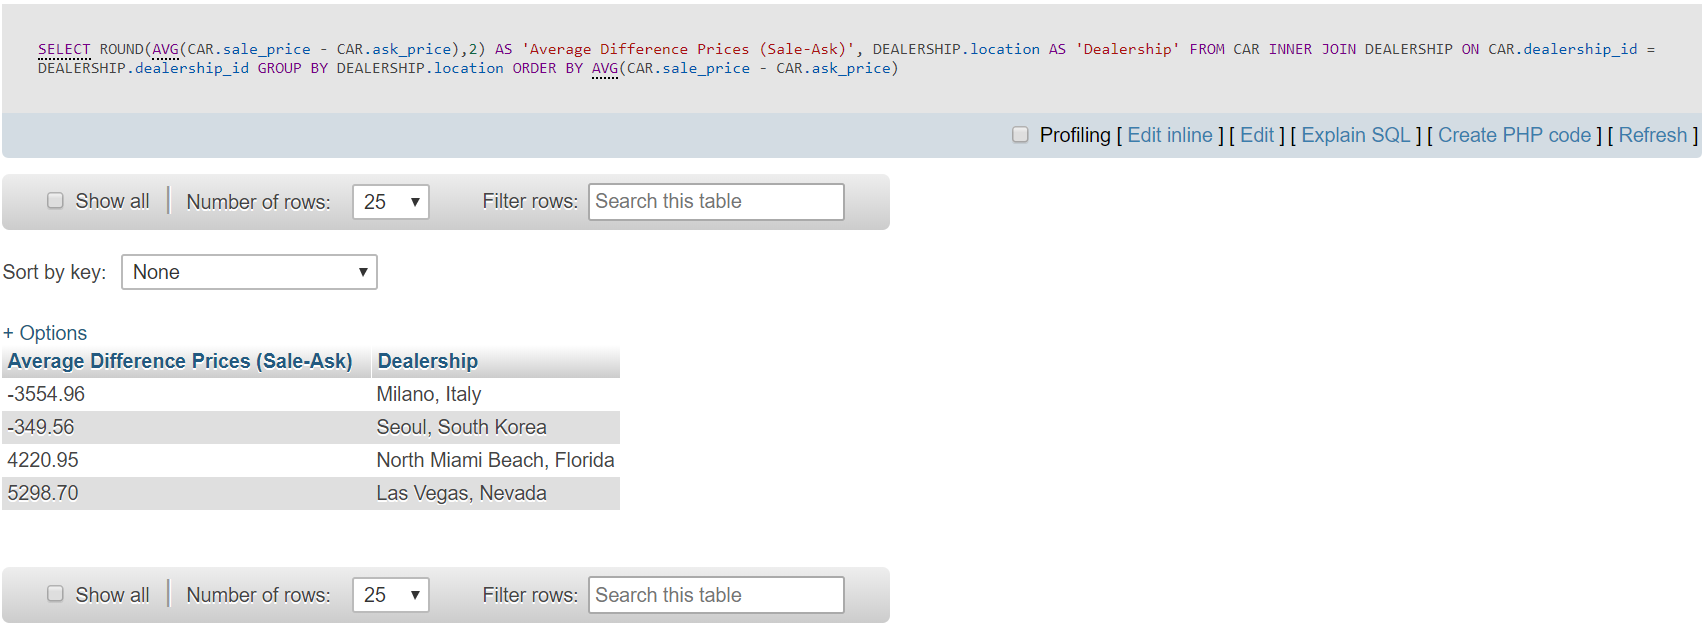 SELECT ROUND(AVG(CAR.sale_price - CAR.ask_price),2) AS 'Average Difference Prices (Sale-Ask)', DEALERSHIP.location AS 'Dealership' FROM CAR INNER JOIN DEALERSHIP ON CAR.dealership_id =
DEALERSHIP.dealership_id GROUP BY DEALERSHIP.location ORDER BY AVG(CAR.sale_price - CAR.ask_price)
Profiling [ Edit inline ] [ Edit ] [ Explain SQL ] [ Create PHP code ] [ Refresh ]
Show all Number of rows: 25 Filter rows: Search this table
Sort by key: None
+ Options
Average Difference Prices (Sale-Ask) Dealership
-3554.96 Milano, Italy
-349.56 Seoul, South Korea
4220.95 North Miami Beach, Florida
5298.70 Las Vegas, Nevada
Show all Number of rows: 25 Filter rows: Search this table